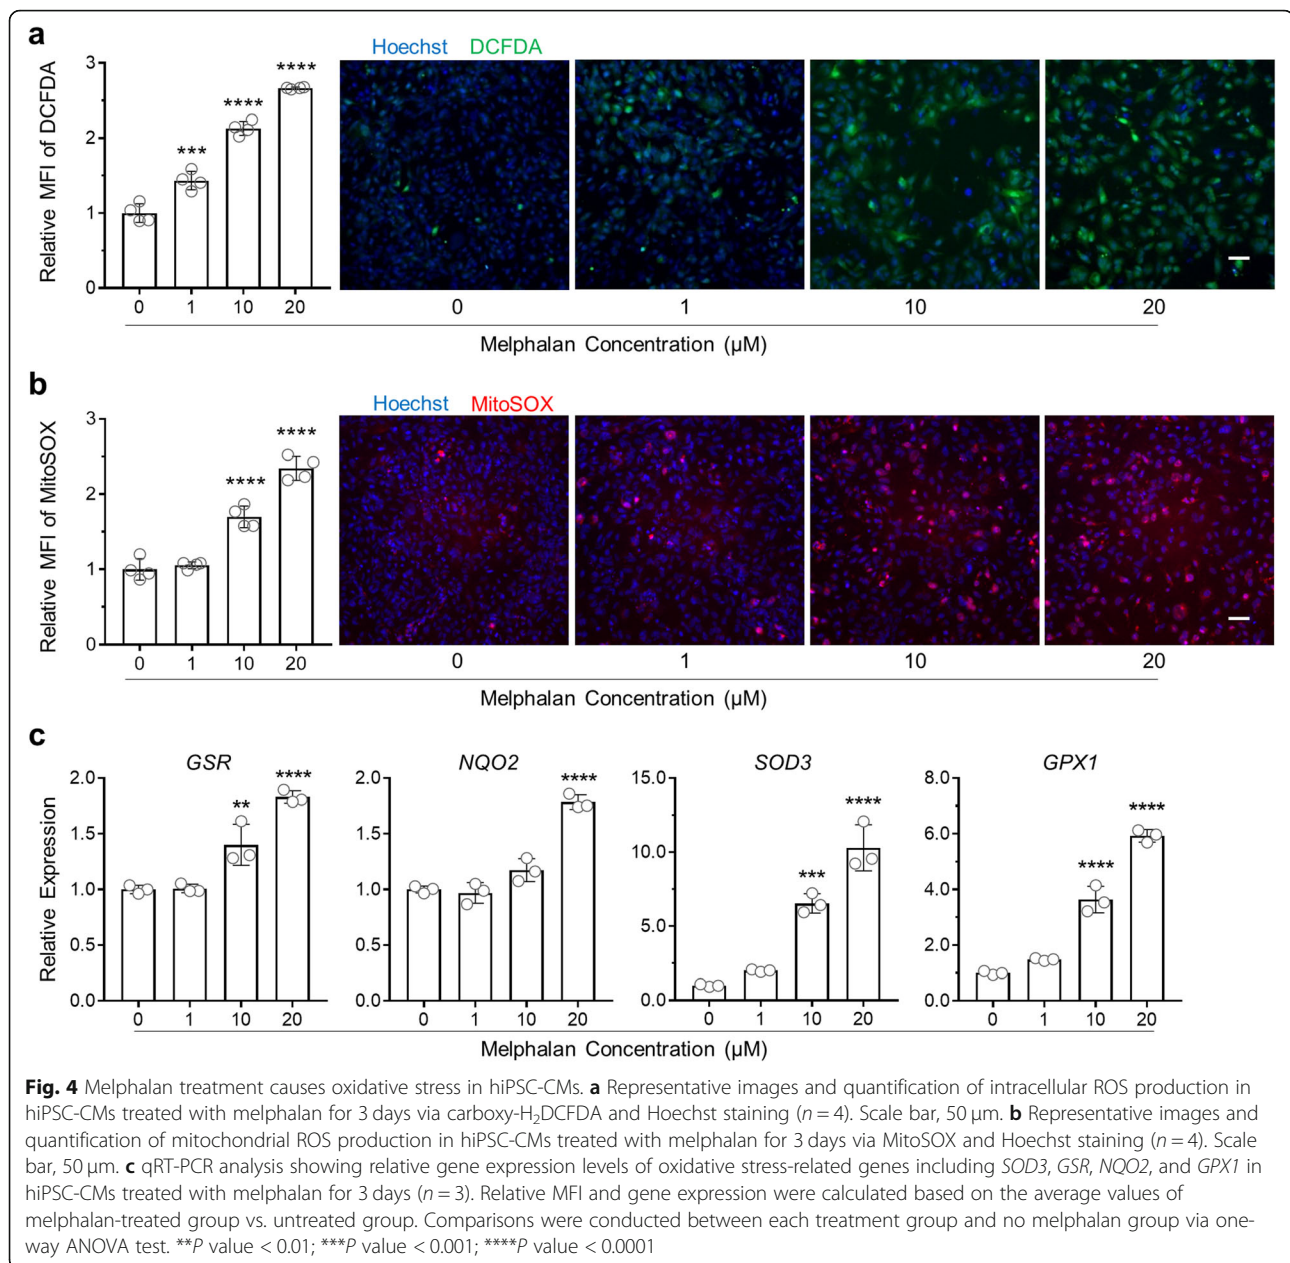 a
Hoechst DCFDA
Relative MFI of DCFDA
3
2
1
0
***
****
****
0 1 10 20
0 1 10 20
Melphalan Concentration (µM)
b
Hoechst MitoSOX
Relative MFI of MitoSOX
3
2
1
0
****
****
0 1 10 20
0 1 10 20
Melphalan Concentration (µM)
c
Relative Expression
GSR
2.0
1.5
1.0
0.5
0.0
**
****
0 1 10 20
NQO2
2.0
1.5
1.0
0.5
0.0
****
0 1 10 20
SOD3
15.0
10.0
5.0
0.0
***
****
0 1 10 20
GPX1
8.0
6.0
4.0
2.0
0.0
****
****
0 1 10 20
Melphalan Concentration (µM)
Fig. 4 Melphalan treatment causes oxidative stress in hiPSC-CMs. a Representative images and quantification of intracellular ROS production in
hiPSC-CMs treated with melphalan for 3 days via carboxy-H₂DCFDA and Hoechst staining (n = 4). Scale bar, 50 µm. b Representative images and
quantification of mitochondrial ROS production in hiPSC-CMs treated with melphalan for 3 days via MitoSOX and Hoechst staining (n = 4). Scale
bar, 50 µm. c qRT-PCR analysis showing relative gene expression levels of oxidative stress-related genes including SOD3, GSR, NQO2, and GPX1 in
hiPSC-CMs treated with melphalan for 3 days (n = 3). Relative MFI and gene expression were calculated based on the average values of
melphalan-treated group vs. untreated group. Comparisons were conducted between each treatment group and no melphalan group via one-
way ANOVA test. **P value < 0.01; ***P value < 0.001; ****P value < 0.0001